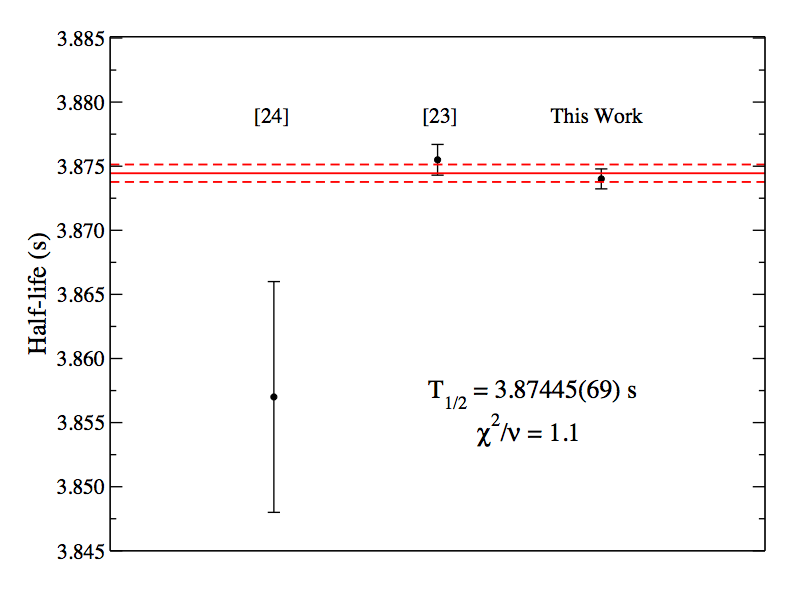 3.885
3.880
3.875
3.870
3.865
3.860
3.855
3.850
3.845
Half-life (s)
[24] [23] This Work
T1/2 = 3.87445(69) s
χ2/ν = 1.1